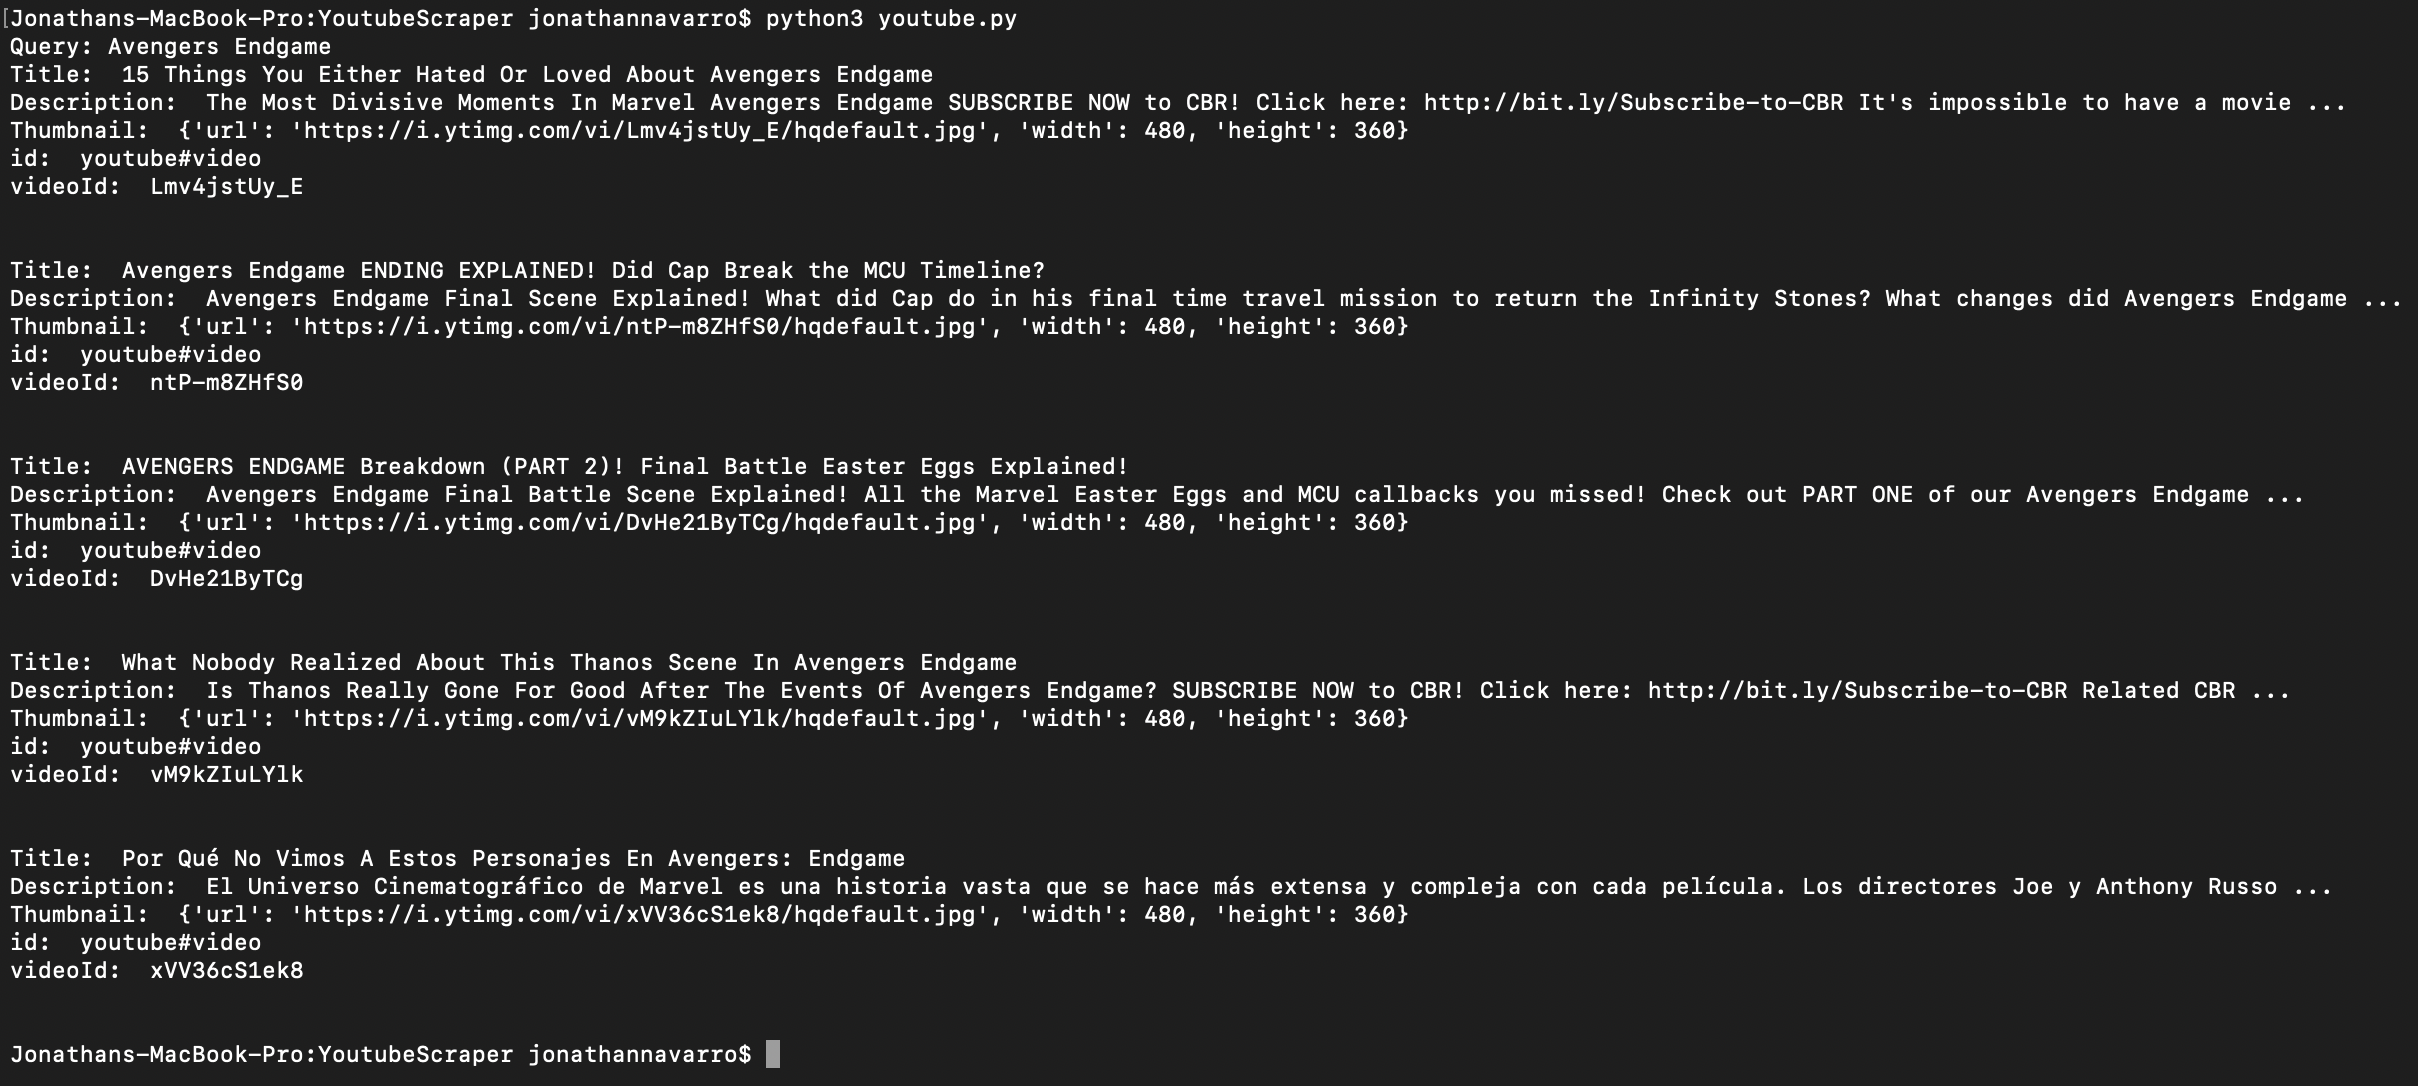 [Jonathans-MacBook-Pro:YoutubeScraper jonathannavarro$ python3 youtube.py
Query: Avengers Endgame
Title:  15 Things You Either Hated Or Loved About Avengers Endgame
Description:  The Most Divisive Moments In Marvel Avengers Endgame SUBSCRIBE NOW to CBR! Click here: http://bit.ly/Subscribe-to-CBR It's impossible to have a movie ...
Thumbnail:  {'url': 'https://i.ytimg.com/vi/Lmv4jstUy_E/hqdefault.jpg', 'width': 480, 'height': 360}
id:  youtube#video
videoId:  Lmv4jstUy_E
Title:  Avengers Endgame ENDING EXPLAINED! Did Cap Break the MCU Timeline?
Description:  Avengers Endgame Final Scene Explained! What did Cap do in his final time travel mission to return the Infinity Stones? What changes did Avengers Endgame ...
Thumbnail:  {'url': 'https://i.ytimg.com/vi/ntP-m8ZHfS0/hqdefault.jpg', 'width': 480, 'height': 360}
id:  youtube#video
videoId:  ntP-m8ZHfS0
Title:  AVENGERS ENDGAME Breakdown (PART 2)! Final Battle Easter Eggs Explained!
Description:  Avengers Endgame Final Battle Scene Explained! All the Marvel Easter Eggs and MCU callbacks you missed! Check out PART ONE of our Avengers Endgame ...
Thumbnail:  {'url': 'https://i.ytimg.com/vi/DvHe21ByTCg/hqdefault.jpg', 'width': 480, 'height': 360}
id:  youtube#video
videoId:  DvHe21ByTCg
Title:  What Nobody Realized About This Thanos Scene In Avengers Endgame
Description:  Is Thanos Really Gone For Good After The Events Of Avengers Endgame? SUBSCRIBE NOW to CBR! Click here: http://bit.ly/Subscribe-to-CBR Related CBR ...
Thumbnail:  {'url': 'https://i.ytimg.com/vi/vM9kZIuLYlk/hqdefault.jpg', 'width': 480, 'height': 360}
id:  youtube#video
videoId:  vM9kZIuLYlk
Title:  Por Qué No Vimos A Estos Personajes En Avengers: Endgame
Description:  El Universo Cinematográfico de Marvel es una historia vasta que se hace más extensa y compleja con cada película. Los directores Joe y Anthony Russo ...
Thumbnail:  {'url': 'https://i.ytimg.com/vi/xVV36cS1ek8/hqdefault.jpg', 'width': 480, 'height': 360}
id:  youtube#video
videoId:  xVV36cS1ek8
Jonathans-MacBook-Pro:YoutubeScraper jonathannavarro$